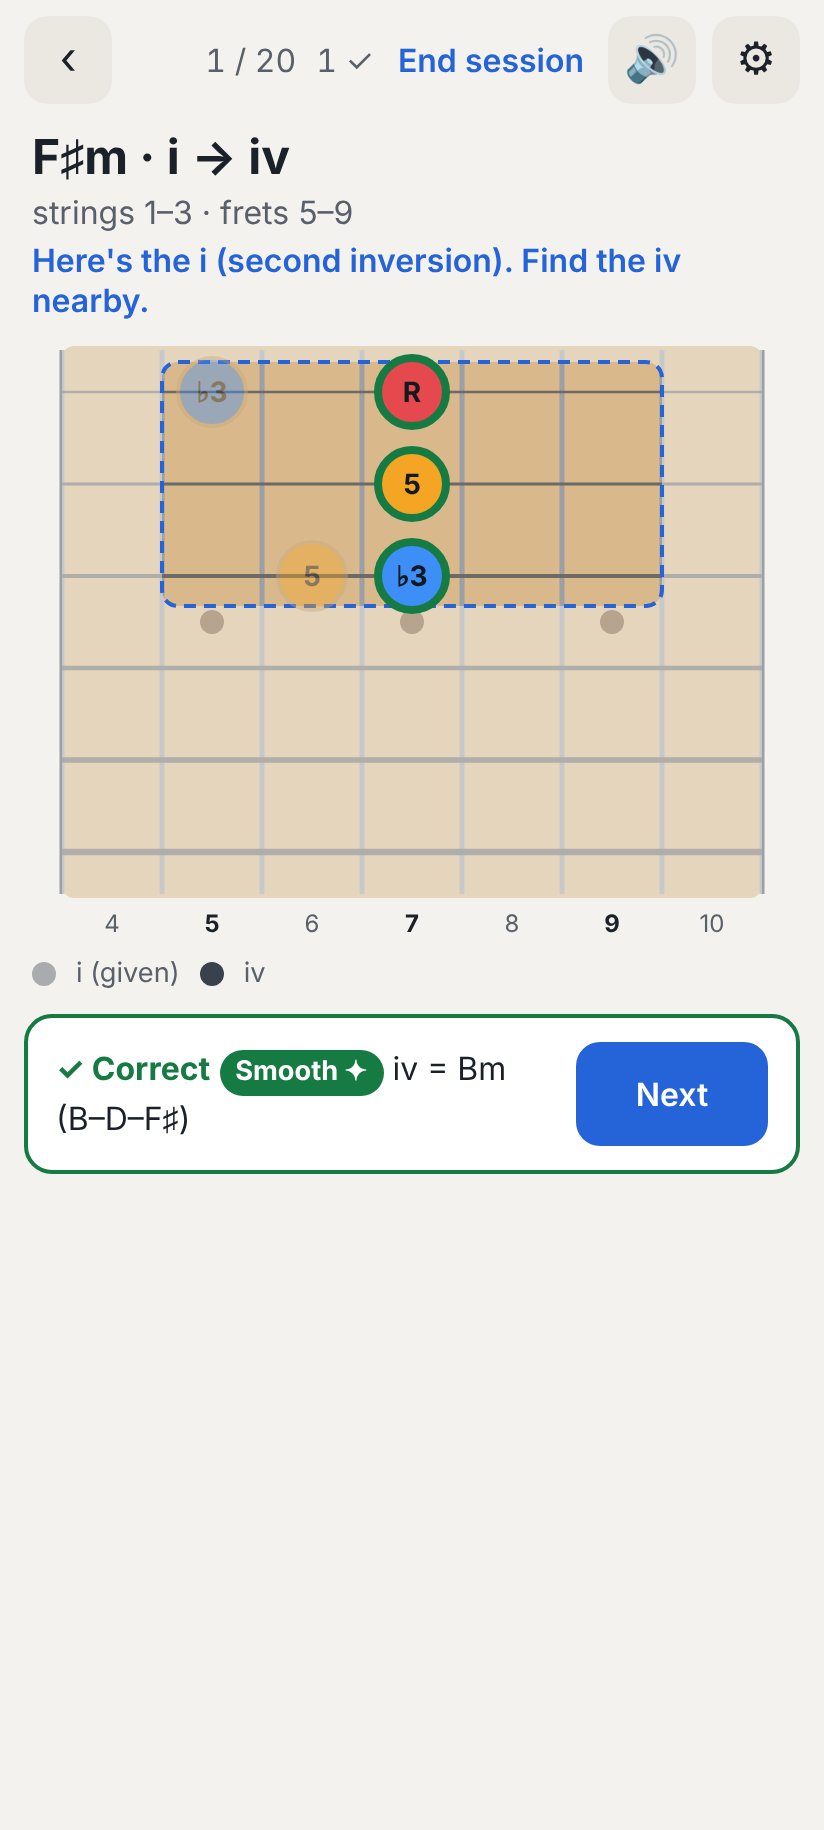 ‹ 1 / 20 1 ✓ End session
F♯m · i → iv
strings 1–3 · frets 5–9
Here's the i (second inversion). Find the iv
nearby.
♭3 R
5
5 ♭3
4 5 6 7 8 9 10
i (given) iv
✓ Correct Smooth ✦ iv = Bm
(B–D–F♯)
Next